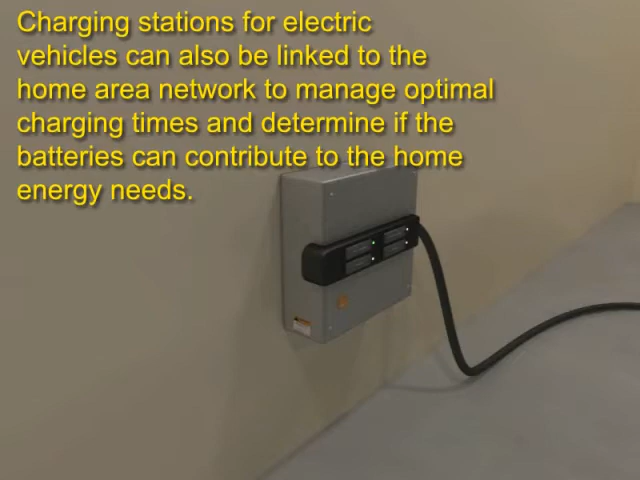 Charging stations for electric
vehicles can also be linked to the
home area network to manage optimal
charging times and determine if the
batteries can contribute to the home
energy needs.